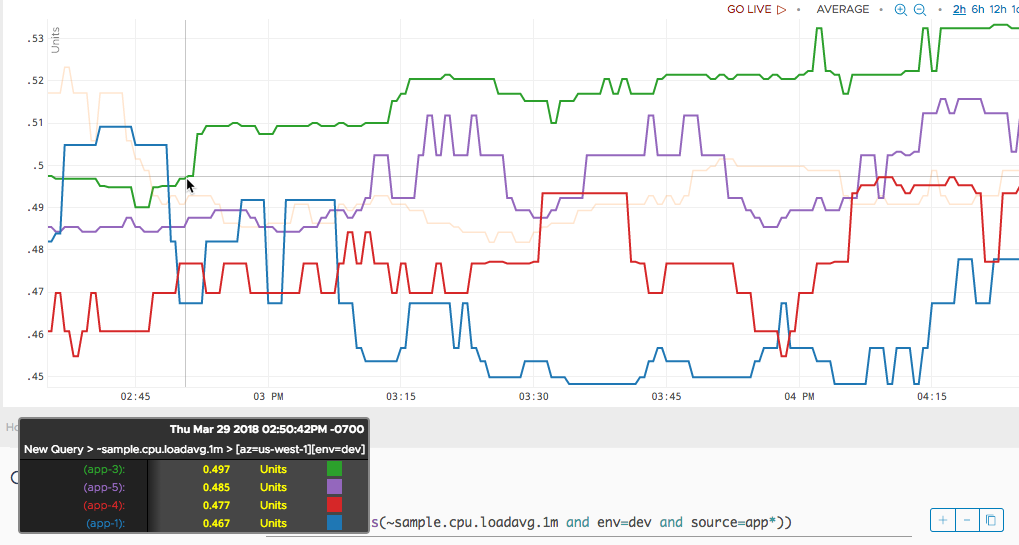 GO LIVE ▷ • AVERAGE • • 2h 6h 12h
Units
.53
.52
.51
.5
.49
.48
.47
.46
.45
02:45 03 PM 03:15 03:30 03:45 04 PM 04:15
Thu Mar 29 2018 02:50:42PM -0700
New Query > ~sample.cpu.loadavg.1m > [az=us-west-1][env=dev]
(app-3): 0.497 Units
(app-5): 0.485 Units
(app-4): 0.477 Units
(app-1): 0.467 Units
s(~sample.cpu.loadavg.1m and env=dev and source=app*))
+ −